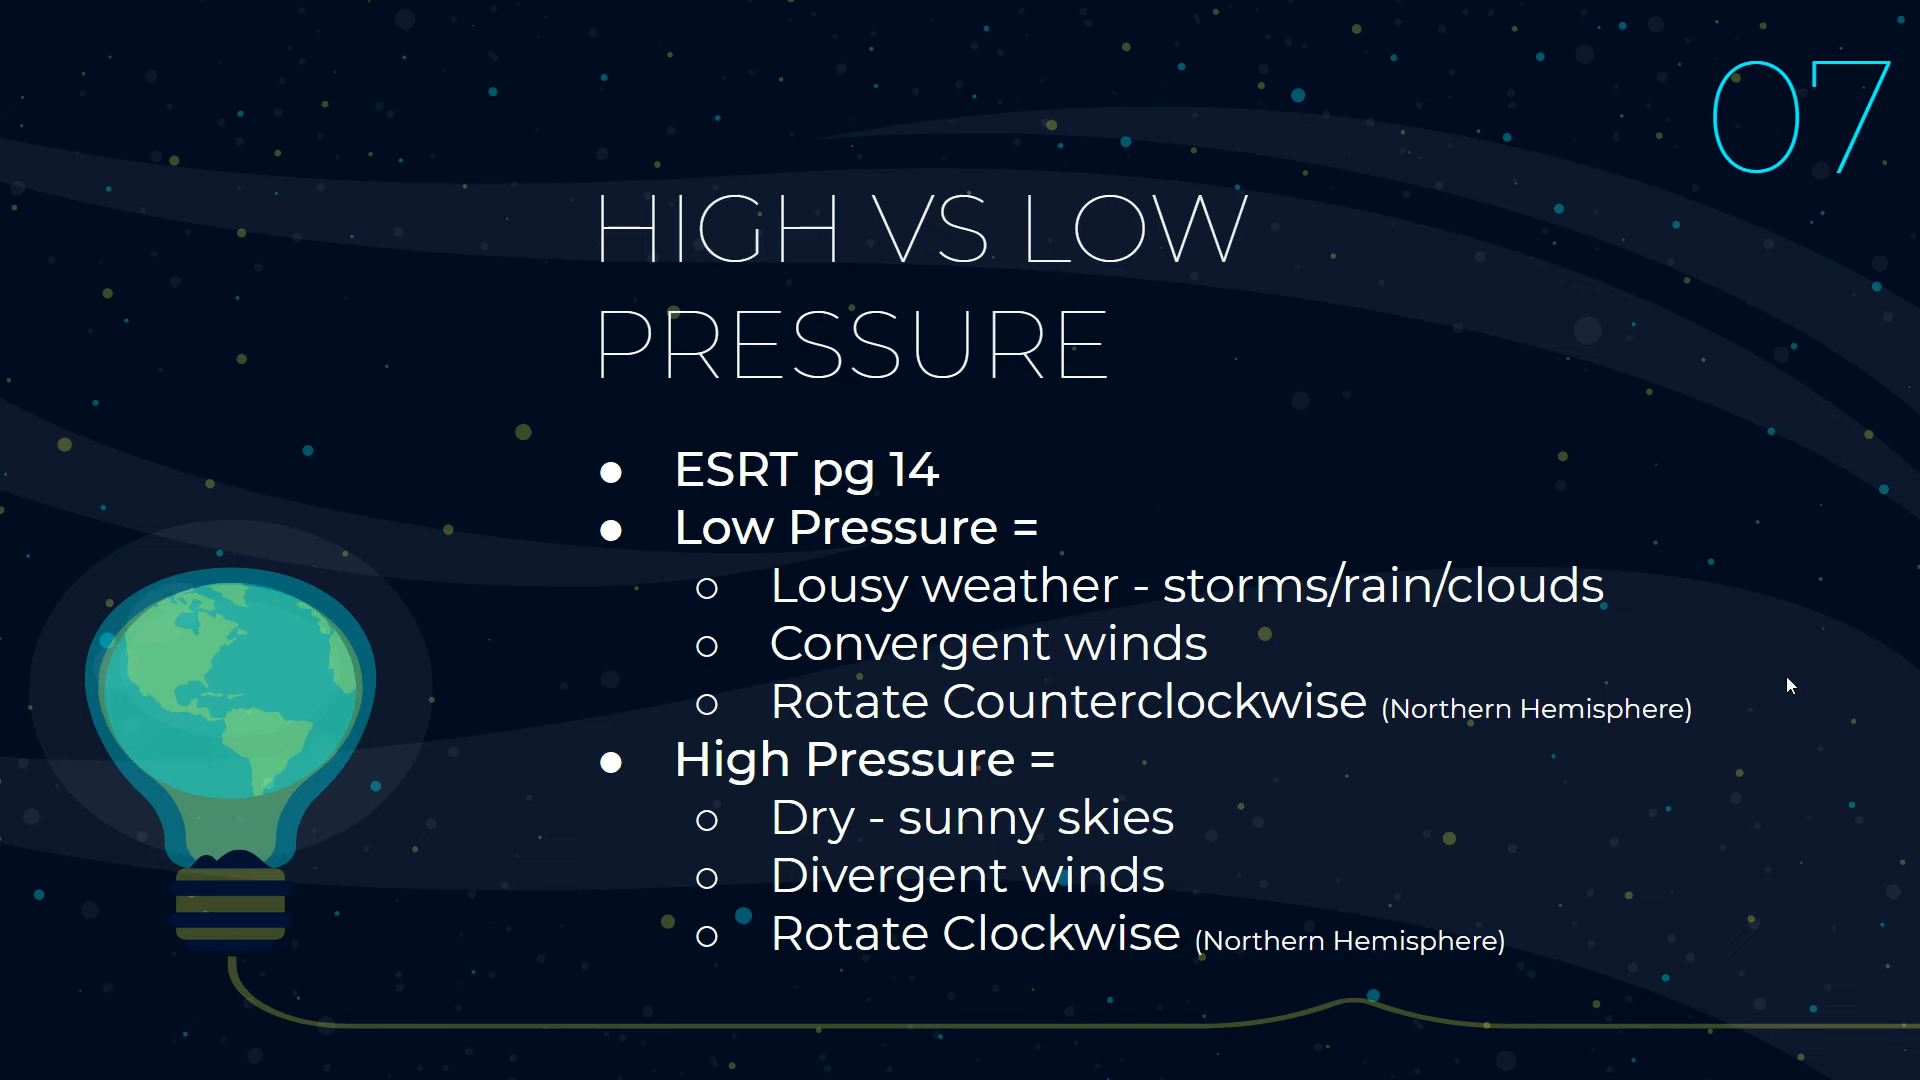 07
HIGH VS LOW
PRESSURE
● ESRT pg 14
● Low Pressure =
○ Lousy weather - storms/rain/clouds
○ Convergent winds
○ Rotate Counterclockwise (Northern Hemisphere)
● High Pressure =
○ Dry - sunny skies
○ Divergent winds
○ Rotate Clockwise (Northern Hemisphere)